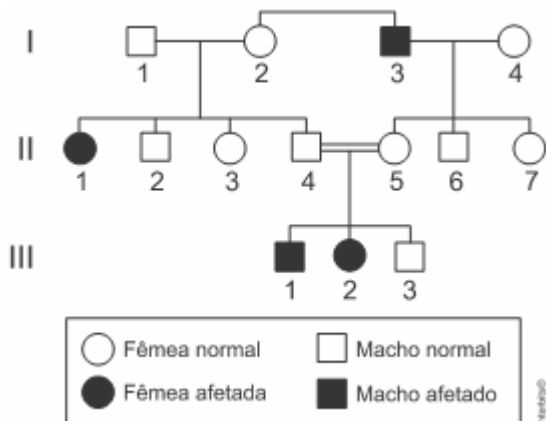 I
1 2 3 4
II
1 2 3 4 5 6 7
III
1 2 3
Fêmea normal Macho normal
Fêmea afetada Macho afetado